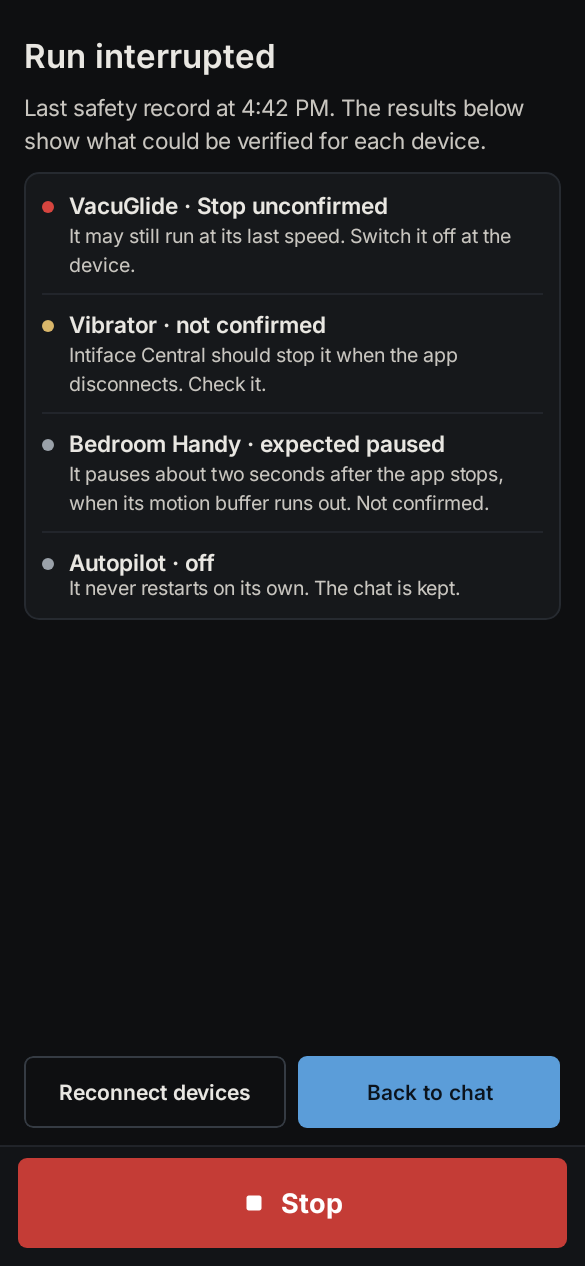 Run interrupted
Last safety record at 4:42 PM. The results below
show what could be verified for each device.
VacuGlide · Stop unconfirmed
It may still run at its last speed. Switch it off at the
device.
Vibrator · not confirmed
Intiface Central should stop it when the app
disconnects. Check it.
Bedroom Handy · expected paused
It pauses about two seconds after the app stops,
when its motion buffer runs out. Not confirmed.
Autopilot · off
It never restarts on its own. The chat is kept.
Reconnect devices
Back to chat
Stop